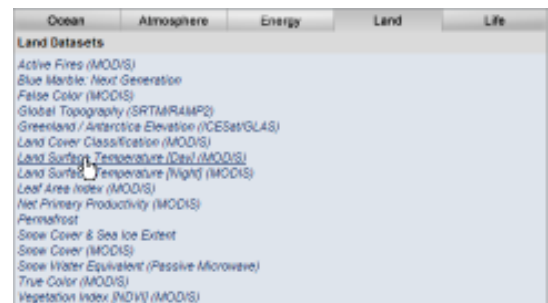 Ocean Atmosphere Energy Land Life
Land Datasets
Active Fires (MODIS)
Blue Marble: Next Generation
False Color (MODIS)
Global Topography (SRTM/RAMP2)
Greenland / Antarctica Elevation (ICESat/GLAS)
Land Cover Classification (MODIS)
Land Surface Temperature [Day] (MODIS)
Land Surface Temperature [Night] (MODIS)
Leaf Area Index (MODIS)
Net Primary Productivity (MODIS)
Permafrost
Snow Cover & Sea Ice Extent
Snow Cover (MODIS)
Snow Water Equivalent (Passive Microwave)
True Color (MODIS)
Vegetation Index [NDVI] (MODIS)